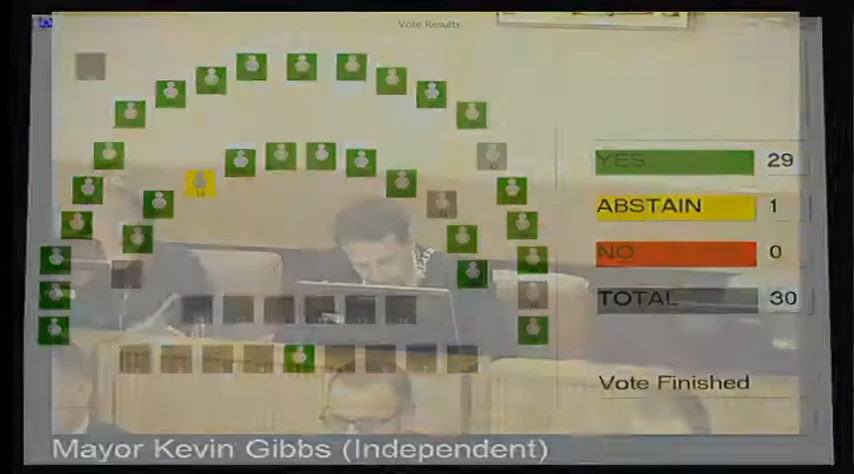 Vote Results
YES 29
ABSTAIN 1
NO 0
TOTAL 30
Vote Finished
Mayor Kevin Gibbs (Independent)